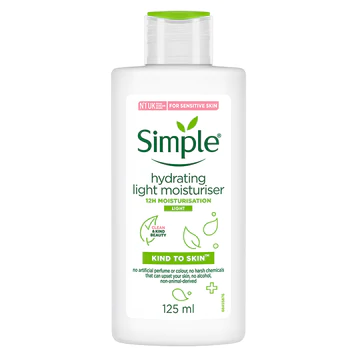 FOR SENSITIVE SKIN
Simple®
hydrating
light moisturiser
12H MOISTURISATION
LIGHT
CLEAN
& KIND
BEAUTY
KIND TO SKIN™
no artificial perfume or colour, no harsh chemicals
that can upset your skin, no alcohol,
non-animal-derived
125 ml